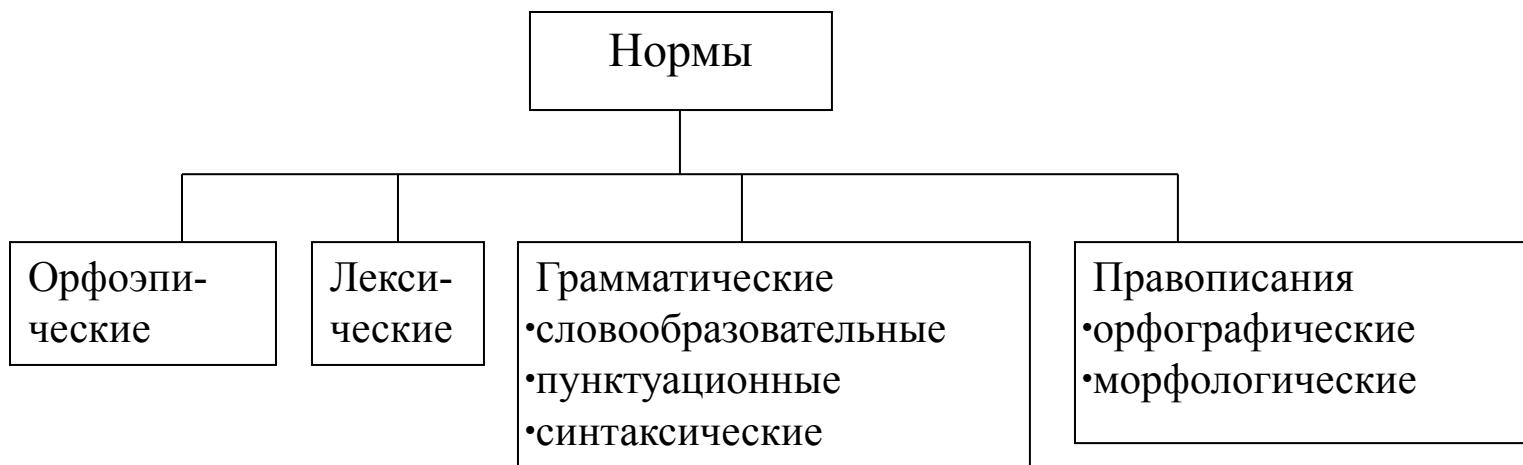 Нормы
Орфоэпи-
ческие
Лекси-
ческие
Грамматические
•словообразовательные
•пунктуационные
•синтаксические
Правописания
•орфографические
•морфологические